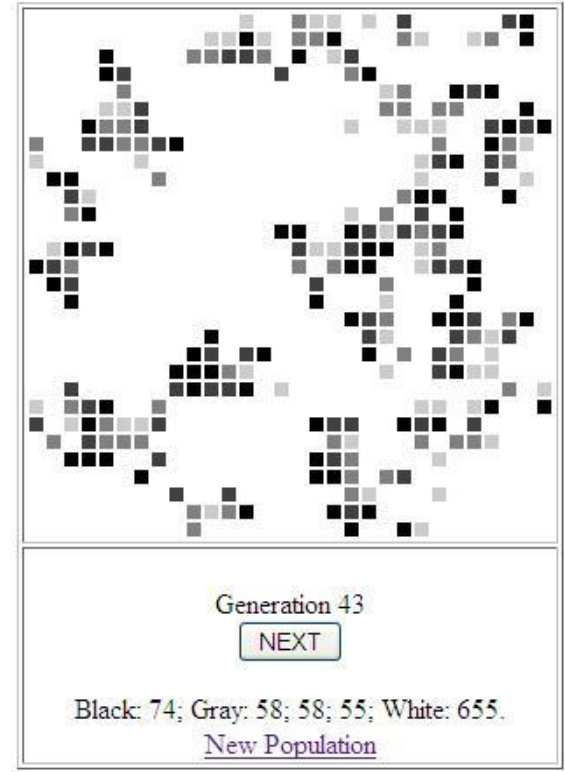 Generation 43
NEXT
Black: 74; Gray: 58; 58; 55; White: 655.
New Population